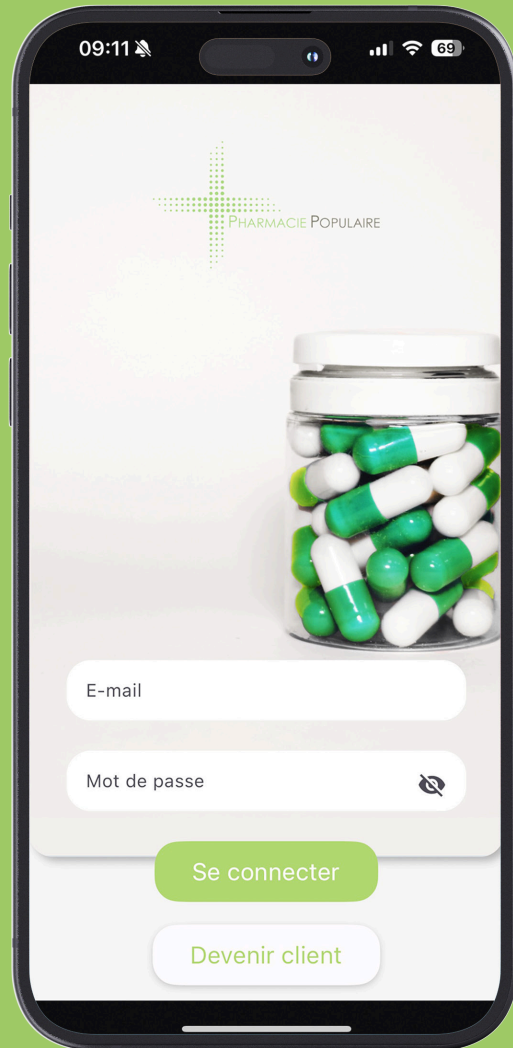 09:11
69
PHARMACIE POPULAIRE
E-mail
Mot de passe
Se connecter
Devenir client